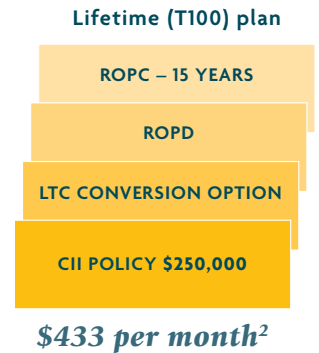 Lifetime (T100) plan
ROPC – 15 YEARS
ROPD
LTC CONVERSION OPTION
CII POLICY $250,000
$433 per month²